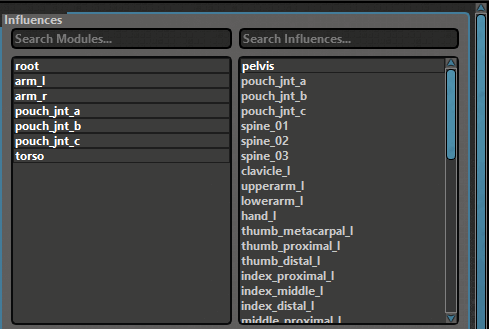 Influences
Search Modules...
Search Influences...
root
arm_l
arm_r
pouch_jnt_a
pouch_jnt_b
pouch_jnt_c
torso
pelvis
pouch_jnt_a
pouch_jnt_b
pouch_jnt_c
spine_01
spine_02
spine_03
clavicle_l
upperarm_l
lowerarm_l
hand_l
thumb_metacarpal_l
thumb_proximal_l
thumb_distal_l
index_proximal_l
index_middle_l
index_distal_l
middle_proximal_l